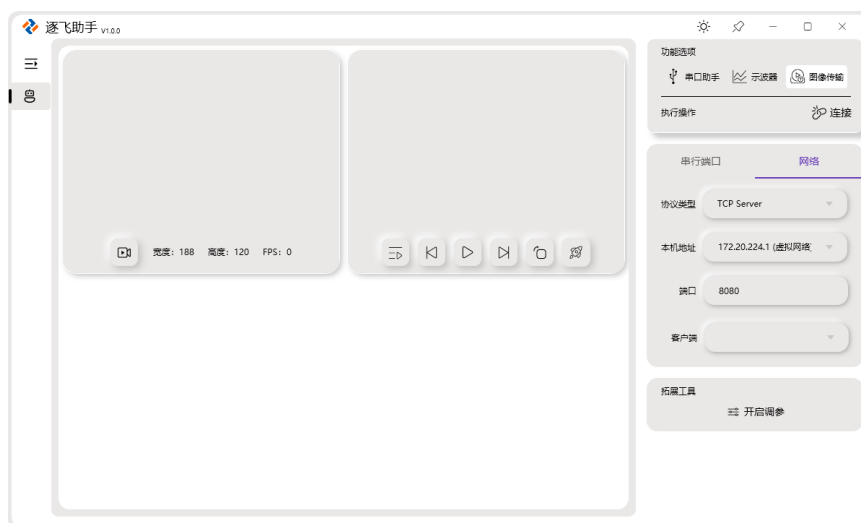 逐飞助手 V1.0.0
功能选项
串口助手 示波器 图像传输
执行操作 连接
串行端口 网络
协议类型 TCP Server
本机地址 172.20.224.1 (虚拟网络
端口 8080
客户端
宽度: 188 高度: 120 FPS: 0
拓展工具
开启调参